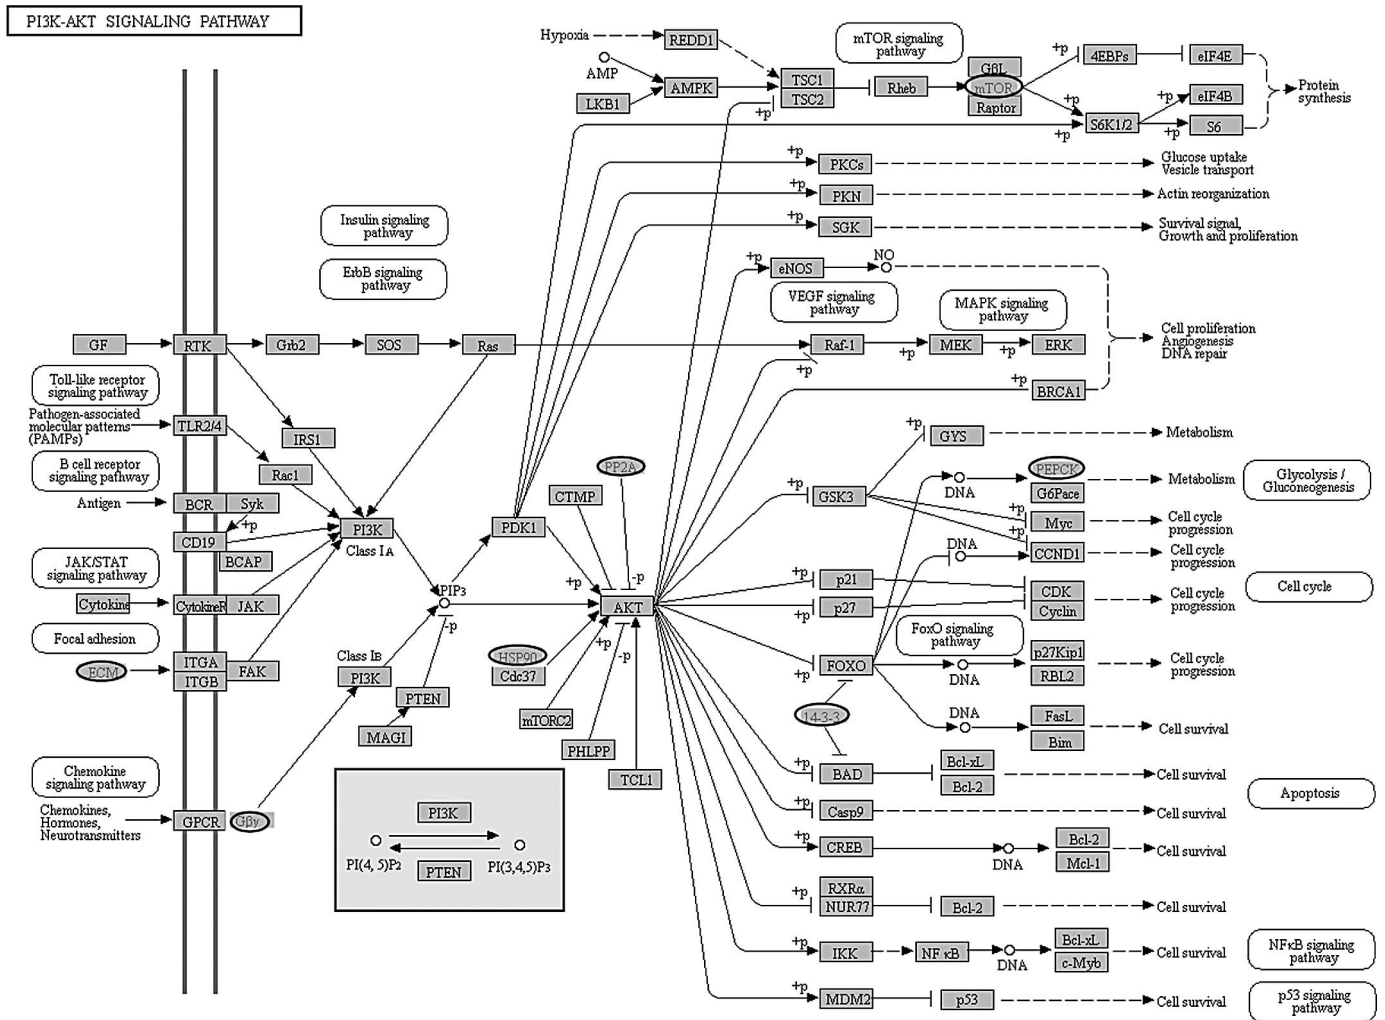 PI3K-AKT SIGNALING PATHWAY
Hypoxia
REDD1
mTOR signaling
pathway
AMP
AMPK
LKB1
TSC1
TSC2
+p
Rheb
GβL
mTOR
Raptor
+p
4EBPs
eIF4E
+p
+p
S6K1/2
+p
eIF4B
+p
S6
Protein
synthesis
+p
PKCs
Glucose uptake
Vesicle transport
+p
PKN
Actin reorganization
+p
SGK
Survival signal,
Growth and proliferation
Insulin signaling
pathway
ErbB signaling
pathway
+p
eNOS
NO
VEGF signaling
pathway
MAPK signaling
pathway
GF
RTK
Grb2
SOS
Ras
Raf-1
+p
+p
MEK
+p
ERK
Cell proliferation
Angiogenesis
DNA repair
+p
BRCA1
Toll-like receptor
signaling pathway
Pathogen-associated
molecular patterns
(PAMPs)
TLR2/4
IRS1
Rac1
B cell receptor
signaling pathway
Antigen
BCR
Syk
+p
CD19
BCAP
PI3K
Class IA
JAK/STAT
signaling pathway
Cytokine
CytokineR
JAK
Focal adhesion
ECM
ITGA
ITGB
FAK
Chemokine
signaling pathway
Chemokines,
Hormones,
Neurotransmitters
GPCR
Gβγ
PIP3
-p
Class IB
PI3K
PTEN
MAGI
PDK1
CTMP
PP2A
+p
-p
AKT
HSP90
Cdc37
+p
-p
mTORC2
PHLPP
TCL1
PI3K
PI(4, 5)P2
PI(3,4,5)P3
PTEN
GYS
Metabolism
+p
GSK3
DNA
PEPCK
G6Pace
Metabolism
Glycolysis /
Gluconeogenesis
+p
Myc
Cell cycle
progression
+p
DNA
CCND1
Cell cycle
progression
+p
p21
+p
p27
CDK
Cyclin
Cell cycle
progression
Cell cycle
FoxO signaling
pathway
+p
FOXO
DNA
p27Kip1
RBL2
Cell cycle
progression
14-3-3
DNA
FasL
Bim
Cell survival
+p
BAD
Bcl-xL
Bcl-2
Cell survival
Apoptosis
+p
Casp9
Cell survival
+p
CREB
DNA
Bcl-2
Mcl-1
Cell survival
+p
RXRα
NUR77
Bcl-2
Cell survival
+p
IKK
NFκB
DNA
Bcl-xL
c-Myb
Cell survival
NFκB signaling
pathway
+p
MDM2
p53
Cell survival
p53 signaling
pathway